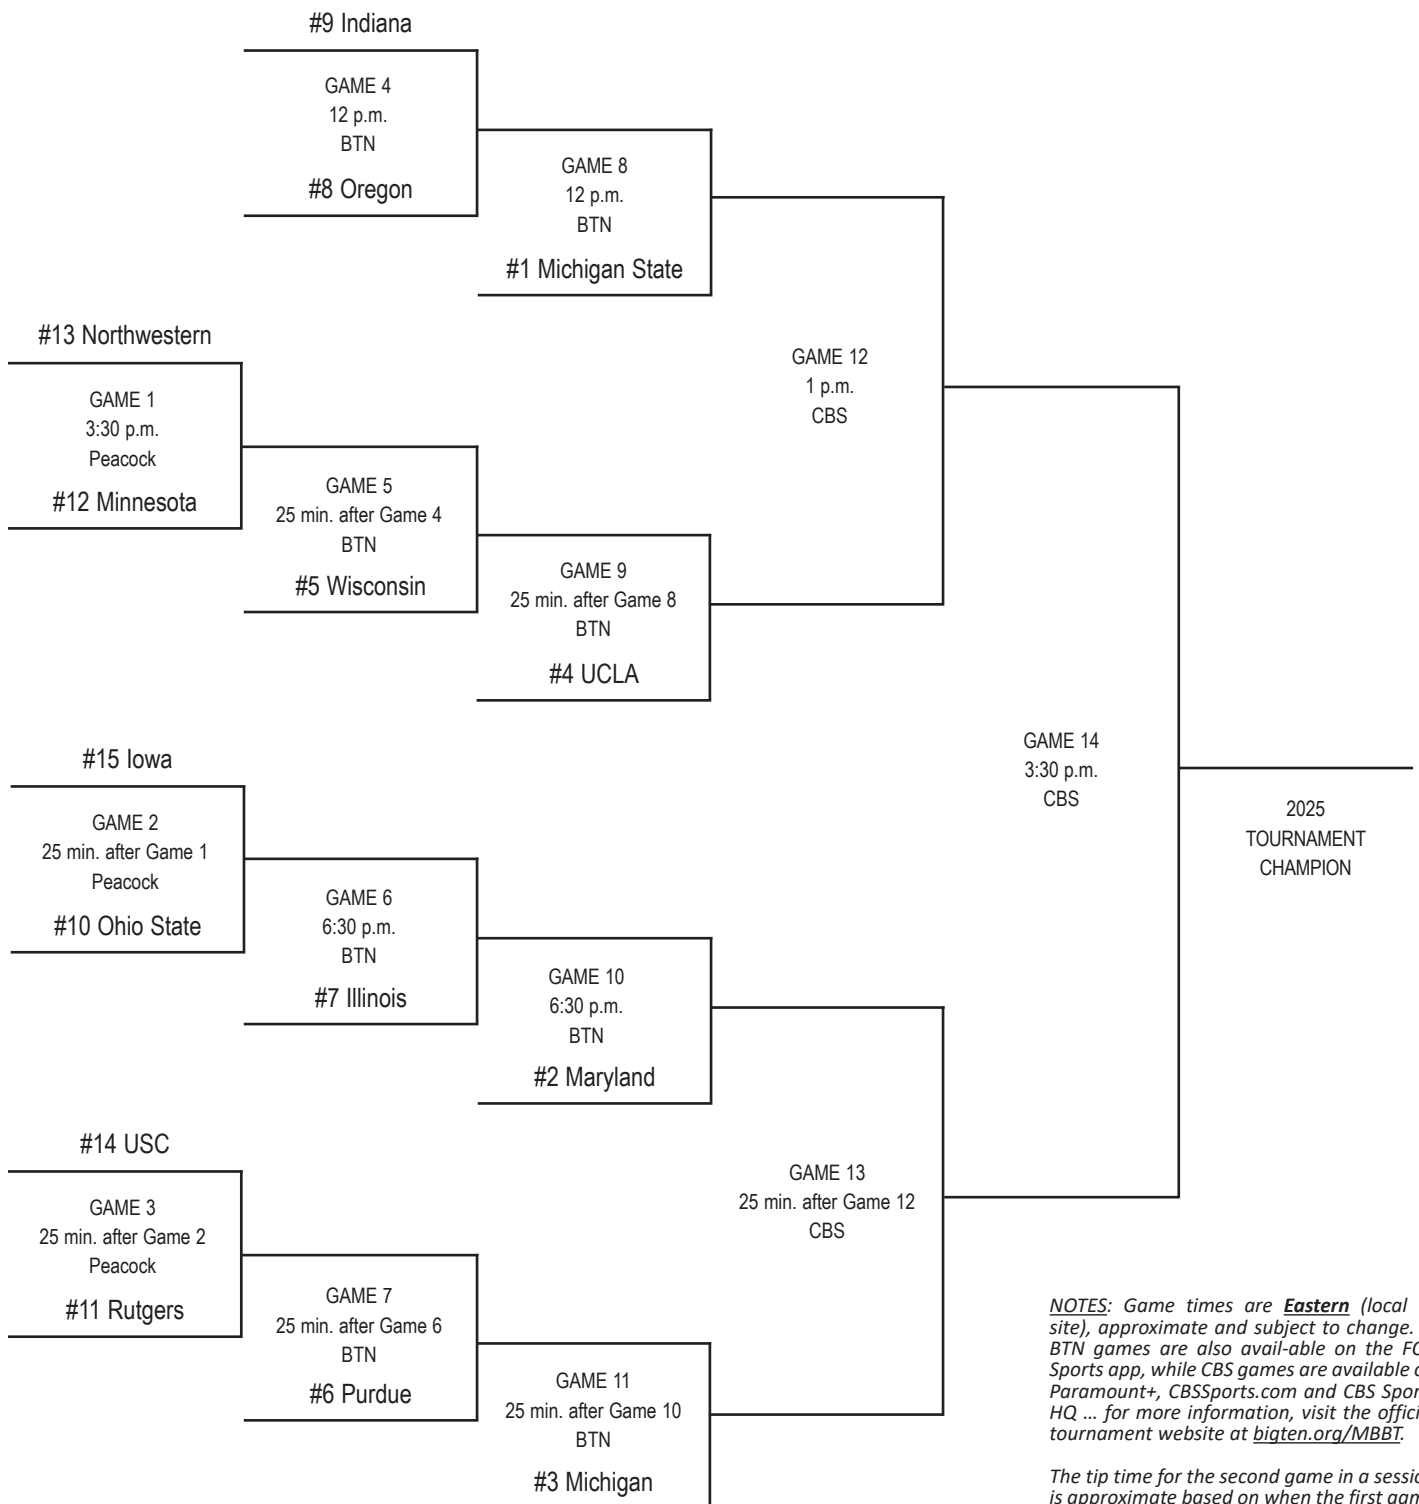 #9 Indiana
GAME 4
12 p.m.
BTN
#8 Oregon
GAME 8
12 p.m.
BTN
#1 Michigan State
#13 Northwestern
GAME 1
3:30 p.m.
Peacock
#12 Minnesota
GAME 5
25 min. after Game 4
BTN
#5 Wisconsin
GAME 9
25 min. after Game 8
BTN
#4 UCLA
GAME 12
1 p.m.
CBS
#15 Iowa
GAME 2
25 min. after Game 1
Peacock
#10 Ohio State
GAME 6
6:30 p.m.
BTN
#7 Illinois
GAME 10
6:30 p.m.
BTN
#2 Maryland
#14 USC
GAME 3
25 min. after Game 2
Peacock
#11 Rutgers
GAME 7
25 min. after Game 6
BTN
#6 Purdue
GAME 11
25 min. after Game 10
BTN
#3 Michigan
GAME 13
25 min. after Game 12
CBS
GAME 14
3:30 p.m.
CBS
2025
TOURNAMENT
CHAMPION
NOTES: Game times are Eastern (local
site), approximate and subject to change.
BTN games are also avail-able on the
Sports app, while CBS games are available
Paramount+, CBSSports.com and CBS
HQ ... for more information, visit the
tournament website at bigten.org/MBBT.
The tip time for the second game in a
is approximate based on when the first